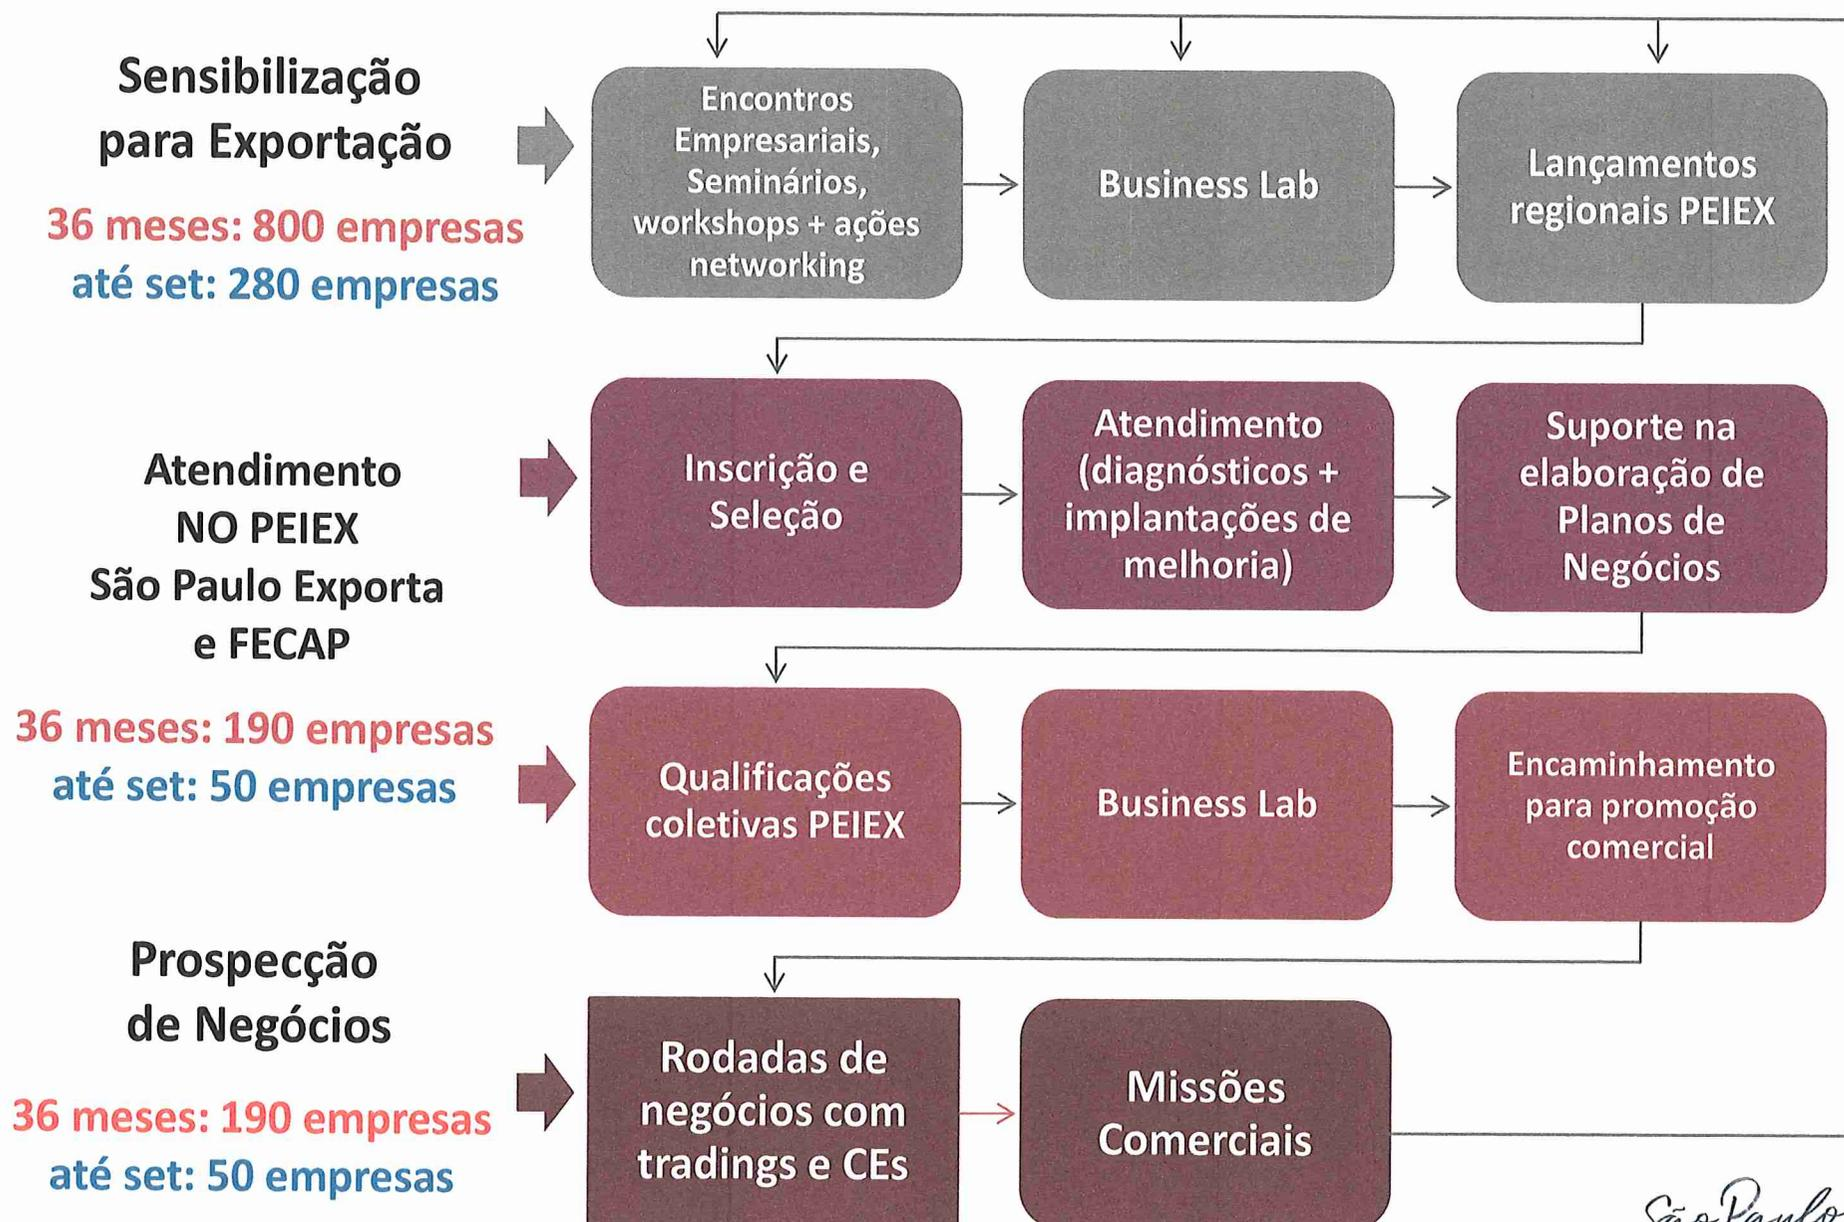 Sensibilização
para Exportação
36 meses: 800 empresas
até set: 280 empresas
Encontros
Empresariais,
Seminários,
workshops + ações
networking
Business Lab
Lançamentos
regionais PEIEX
Atendimento
NO PEIEX
São Paulo Exporta
e FECAP
36 meses: 190 empresas
até set: 50 empresas
Inscrição e
Seleção
Atendimento
(diagnósticos +
implantações de
melhoria)
Suporte na
elaboração de
Planos de
Negócios
Qualificações
coletivas PEIEX
Business Lab
Encaminhamento
para promoção
comercial
Prospecção
de Negócios
36 meses: 190 empresas
até set: 50 empresas
Rodadas de
negócios com
tradings e CEs
Missões
Comerciais
São Paulo